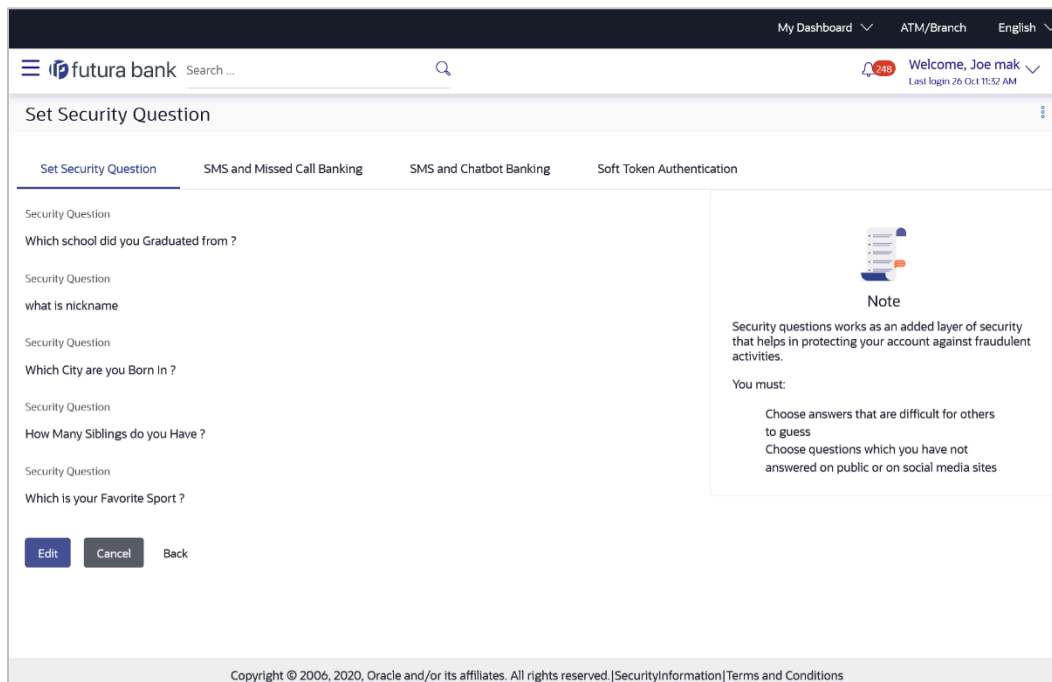 My Dashboard ATM/Branch English
futura bank Search ... 248 Welcome, Joe mak
Last login 26 Oct 11:32 AM
Set Security Question
Set Security Question SMS and Missed Call Banking SMS and Chatbot Banking Soft Token Authentication
Security Question
Which school did you Graduated from ?
Security Question
what is nickname
Security Question
Which City are you Born In ?
Security Question
How Many Siblings do you Have ?
Security Question
Which is your Favorite Sport ?
Edit Cancel Back
Note
Security questions works as an added layer of security
that helps in protecting your account against fraudulent
activities.
You must:
Choose answers that are difficult for others
to guess
Choose questions which you have not
answered on public or on social media sites
Copyright © 2006, 2020, Oracle and/or its affiliates. All rights reserved.|SecurityInformation|Terms and Conditions